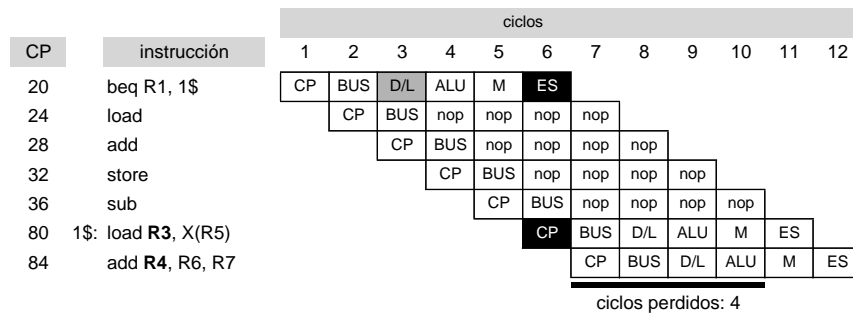 ciclos
CP instrucción 1 2 3 4 5 6 7 8 9 10 11 12
20 beq R1, 1$ CP BUS D/L ALU M ES
24 load CP BUS nop nop nop nop
28 add CP BUS nop nop nop nop
32 store CP BUS nop nop nop nop
36 sub CP BUS nop nop nop nop
80 1$: load R3, X(R5) CP BUS D/L ALU M ES
84 add R4, R6, R7 CP BUS D/L ALU M ES
ciclos perdidos: 4